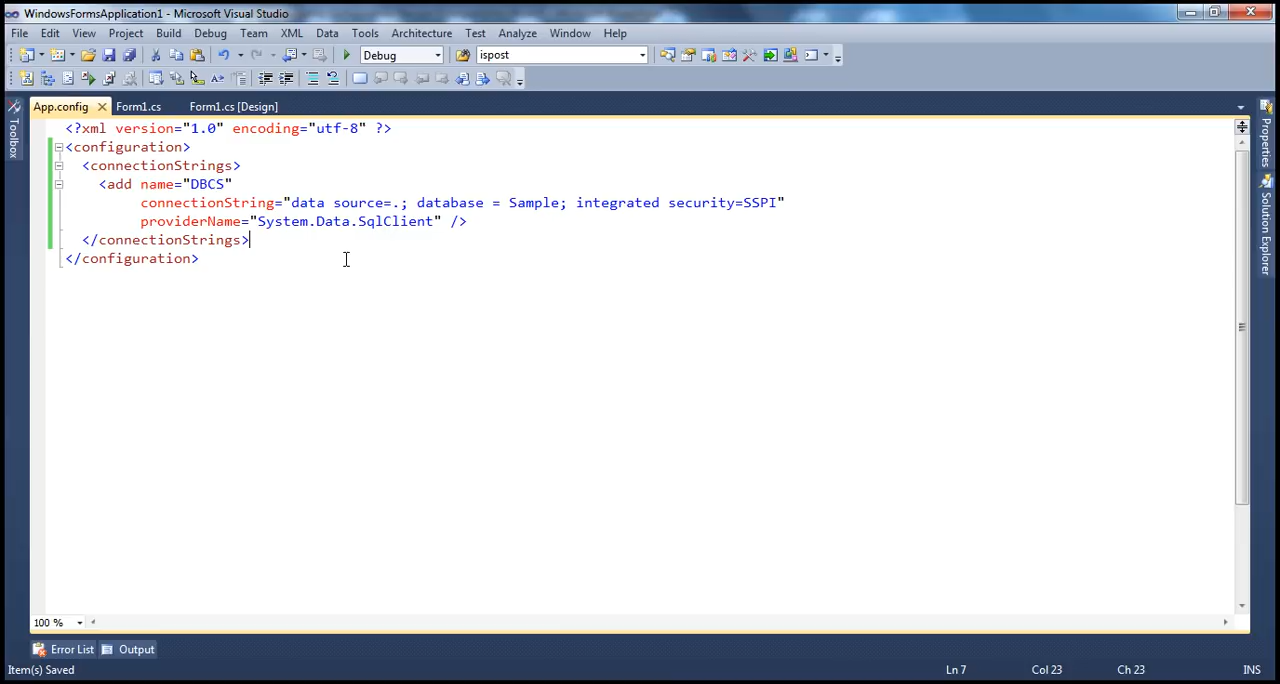 WindowsFormsApplication1 - Microsoft Visual Studio
File Edit View Project Build Debug Team XML Data Tools Architecture Test Analyze Window Help
Debug ispost
App.config Form1.cs Form1.cs [Design]
Toolbox
<?xml version="1.0" encoding="utf-8" ?>
<configuration>
<connectionStrings>
<add name="DBCS"
connectionString="data source=.; database = Sample; integrated security=SSPI"
providerName="System.Data.SqlClient" />
</connectionStrings>
</configuration>
Properties
Solution Explorer
100 %
Error List Output
Item(s) Saved Ln 7 Col 23 Ch 23 INS